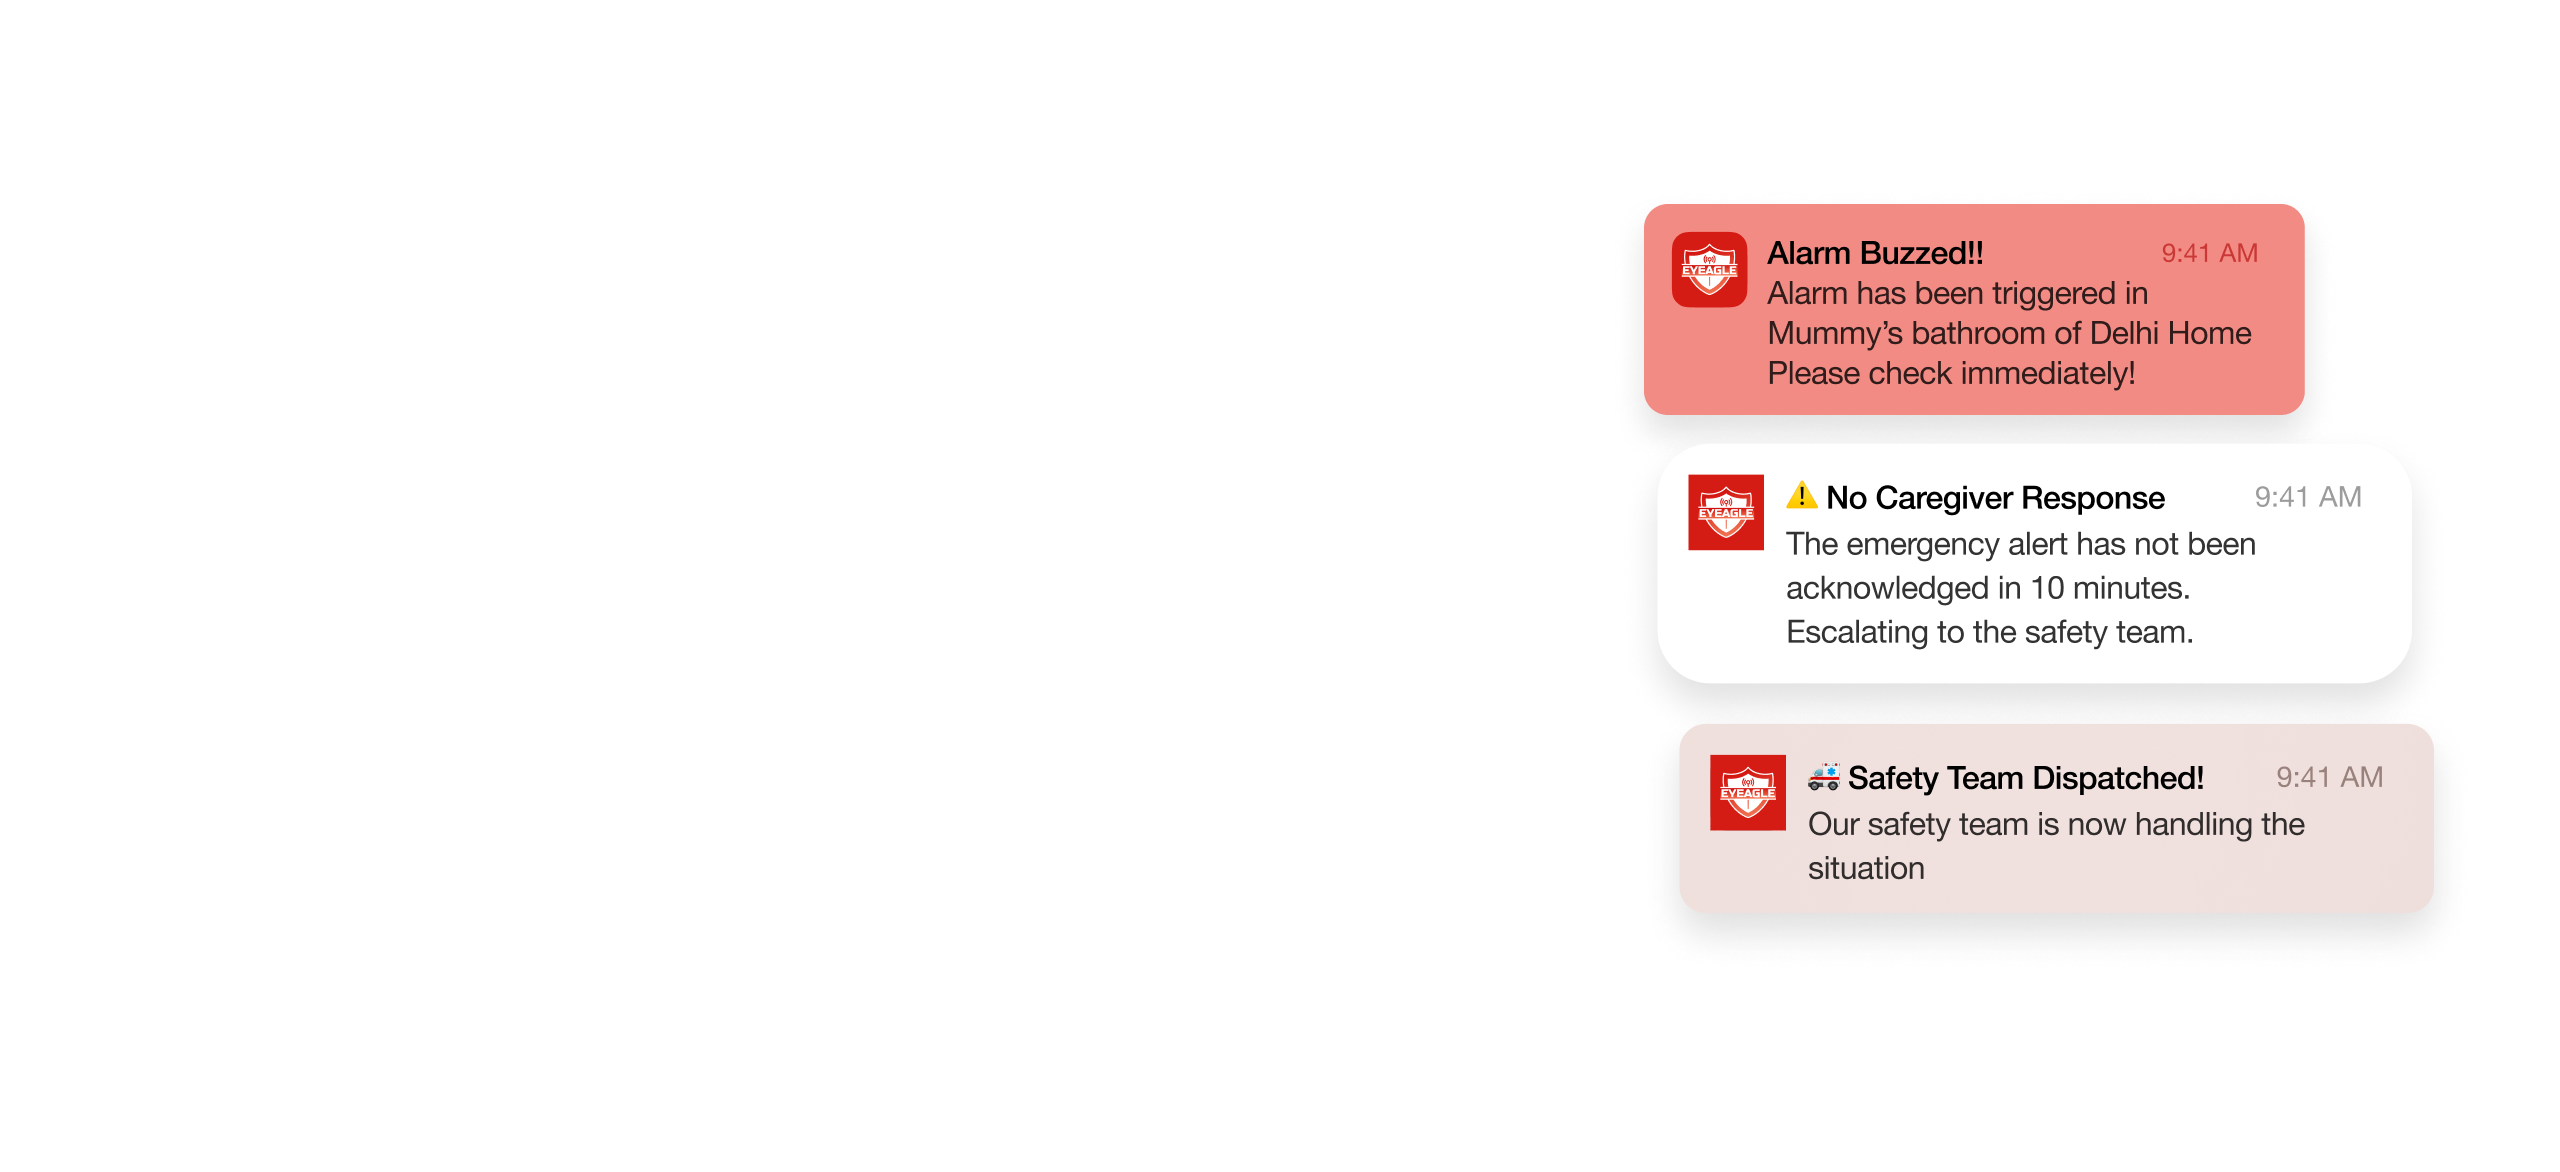 EYEAGLE
Alarm Buzzed!! 9:41 AM
Alarm has been triggered in
Mummy’s bathroom of Delhi Home
Please check immediately!
EYEAGLE
⚠️ No Caregiver Response 9:41 AM
The emergency alert has not been
acknowledged in 10 minutes.
Escalating to the safety team.
EYEAGLE
🚑 Safety Team Dispatched! 9:41 AM
Our safety team is now handling the
situation